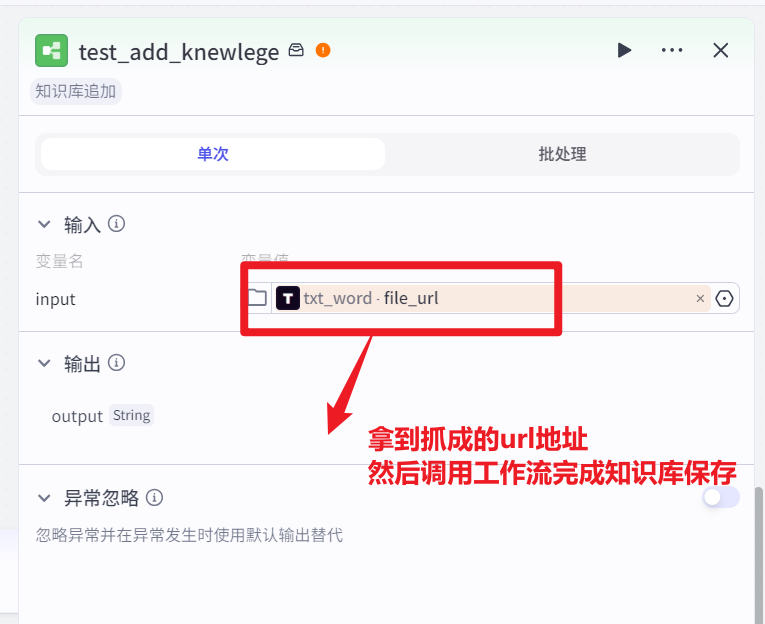 test_add_knewlege
知识库追加
单次
批处理
输入
变量名
变量值
input
txt_word · file_url
输出
output String
拿到抓成的url地址
然后调用工作流完成知识库保存
异常忽略
忽略异常并在异常发生时使用默认输出替代